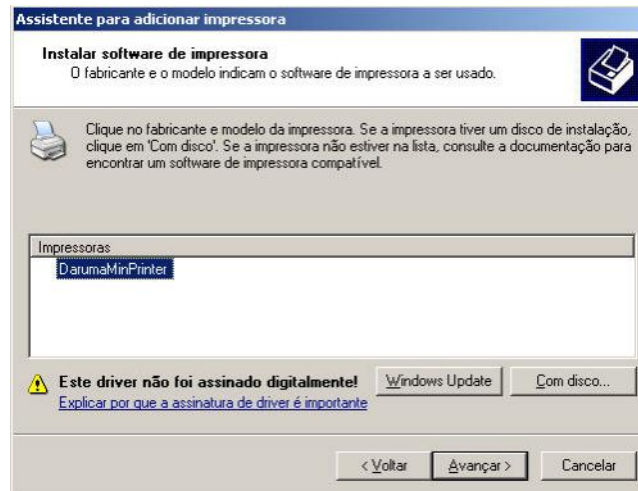 Assistente para adicionar impressora
Instalar software de impressora
O fabricante e o modelo indicam o software de impressora a ser usado.
Clique no fabricante e modelo da impressora. Se a impressora tiver um disco de instalação,
clique em 'Com disco'. Se a impressora não estiver na lista, consulte a documentação para
encontrar um software de impressora compatível.
Impressoras
DarumaMinPrinter
Este driver não foi assinado digitalmente!
Windows Update
Com disco...
Explicar por que a assinatura de driver é importante
< Voltar
Avançar >
Cancelar